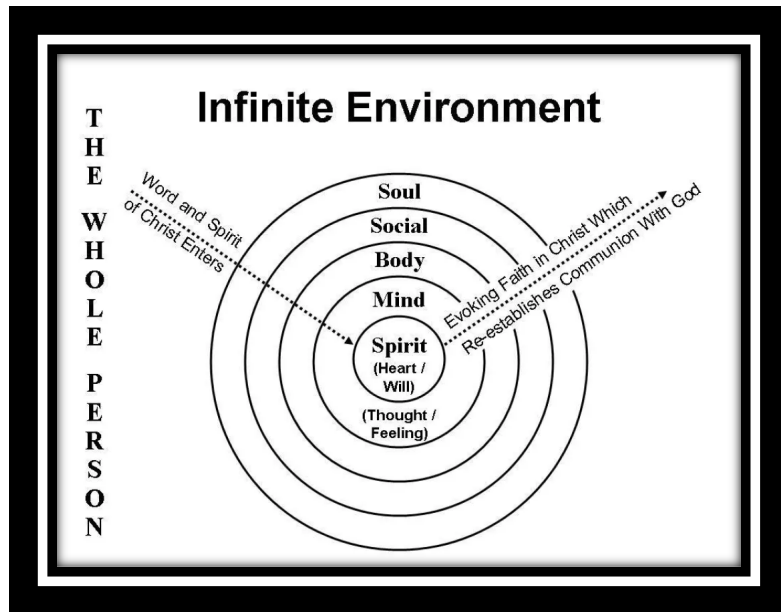 Infinite Environment
THE WHOLE PERSON
Word and Spirit
of Christ Enters
Soul
Social
Body
Mind
Spirit
(Heart /
Will)
(Thought /
Feeling)
Evoking Faith in Christ Which
Re-establishes Communion With God